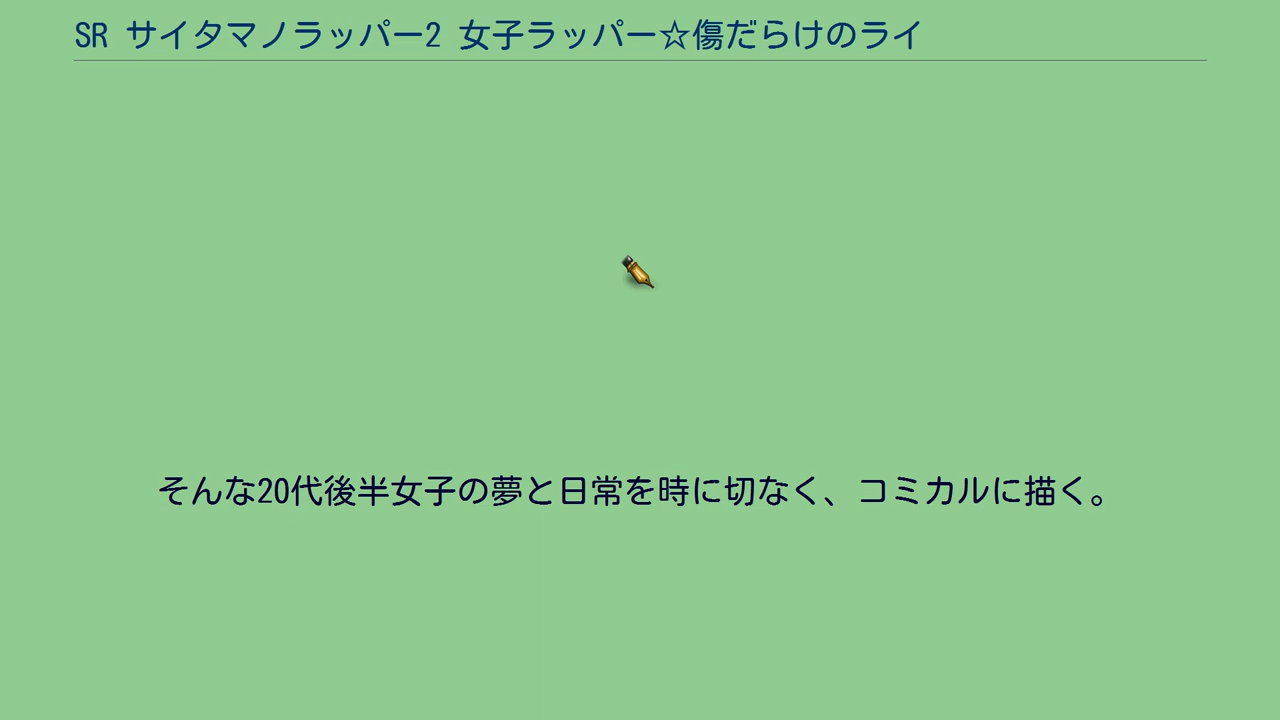 SR サイタマノラッパー2 女子ラッパー☆傷だらけのライ
そんな20代後半女子の夢と日常を時に切なく、コミカルに描く。